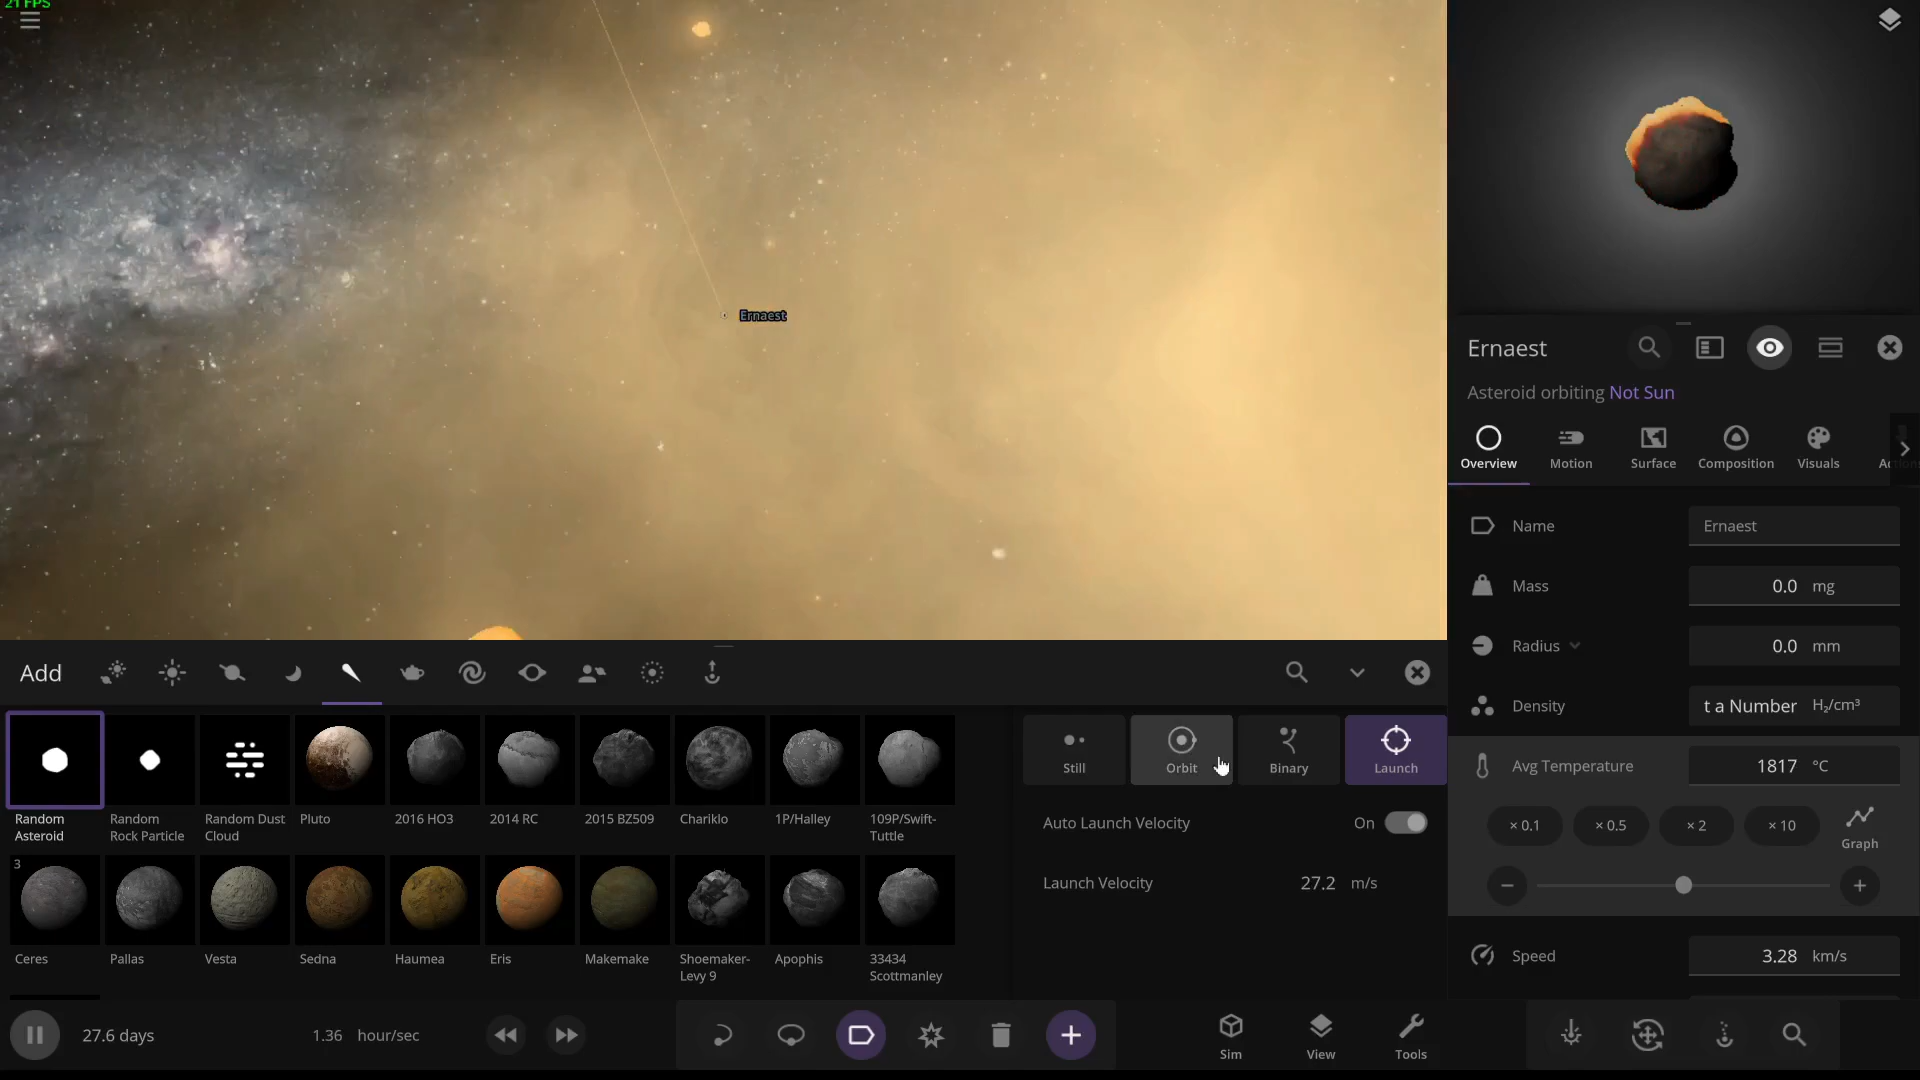 21 FPS
Ernaest
Ernaest
Asteroid orbiting Not Sun
Overview
Motion
Surface
Composition
Visuals
Name
Ernaest
Mass
0.0 mg
Radius
0.0 mm
Density
t a Number H₂/cm³
Avg Temperature
1817 °C
× 0.1
× 0.5
× 2
× 10
Graph
Speed
3.28 km/s
Add
Random
Asteroid
Random
Rock Particle
Random Dust
Cloud
Pluto
2016 HO3
2014 RC
2015 BZ509
Chariklo
1P/Halley
109P/Swift-
Tuttle
3
Ceres
Pallas
Vesta
Sedna
Haumea
Eris
Makemake
Shoemaker-
Levy 9
Apophis
33434
Scottmanley
Still
Orbit
Binary
Launch
Auto Launch Velocity
On
Launch Velocity
27.2 m/s
27.6 days
1.36 hour/sec
Sim
View
Tools